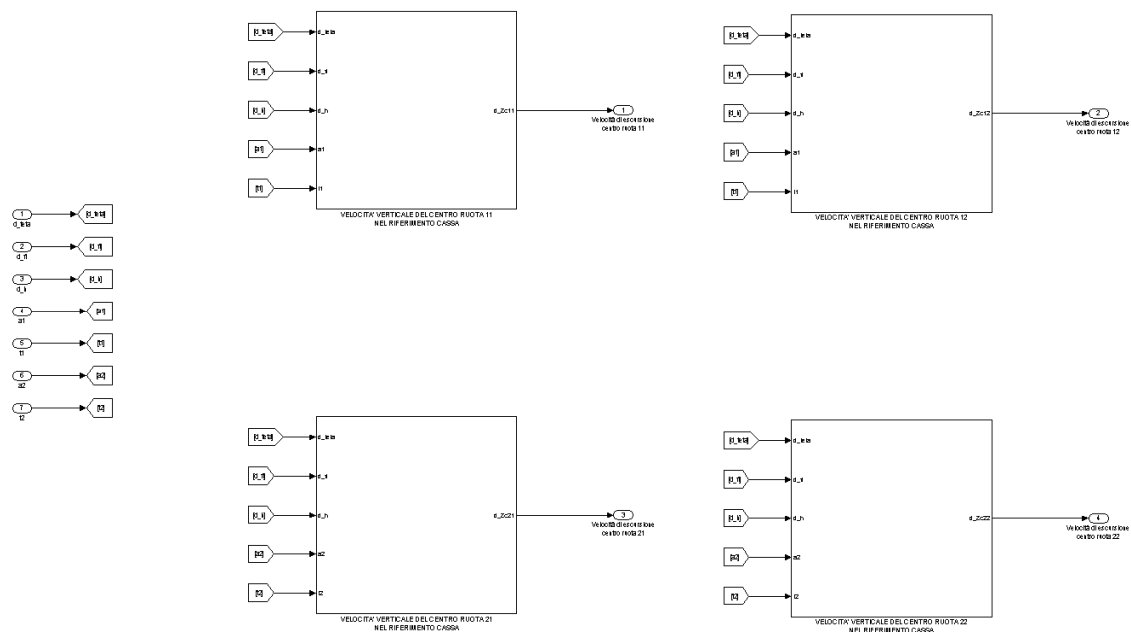 [d_teta]
d_teta
[d_fi]
d_fi
[d_h]
d_h
[a1]
a1
[t1]
t1
d_Zc11
1
Velocità di escursione
centro ruota 11
VELOCITA' VERTICALE DEL CENTRO RUOTA 11
NEL RIFERIMENTO CASSA
[d_teta]
d_teta
[d_fi]
d_fi
[d_h]
d_h
[a1]
a1
[t1]
t1
d_Zc12
2
Velocità di escursione
centro ruota 12
VELOCITA' VERTICALE DEL CENTRO RUOTA 12
NEL RIFERIMENTO CASSA
1
d_teta
[d_teta]
2
d_fi
[d_fi]
3
d_h
[d_h]
4
a1
[a1]
5
t1
[t1]
6
a2
[a2]
7
t2
[t2]
[d_teta]
d_teta
[d_fi]
d_fi
[d_h]
d_h
[a2]
a2
[t2]
t2
d_Zc21
3
Velocità di escursione
centro ruota 21
VELOCITA' VERTICALE DEL CENTRO RUOTA 21
NEL RIFERIMENTO CASSA
[d_teta]
d_teta
[d_fi]
d_fi
[d_h]
d_h
[a2]
a2
[t2]
t2
d_Zc22
4
Velocità di escursione
centro ruota 22
VELOCITA' VERTICALE DEL CENTRO RUOTA 22
NEL RIFERIMENTO CASSA